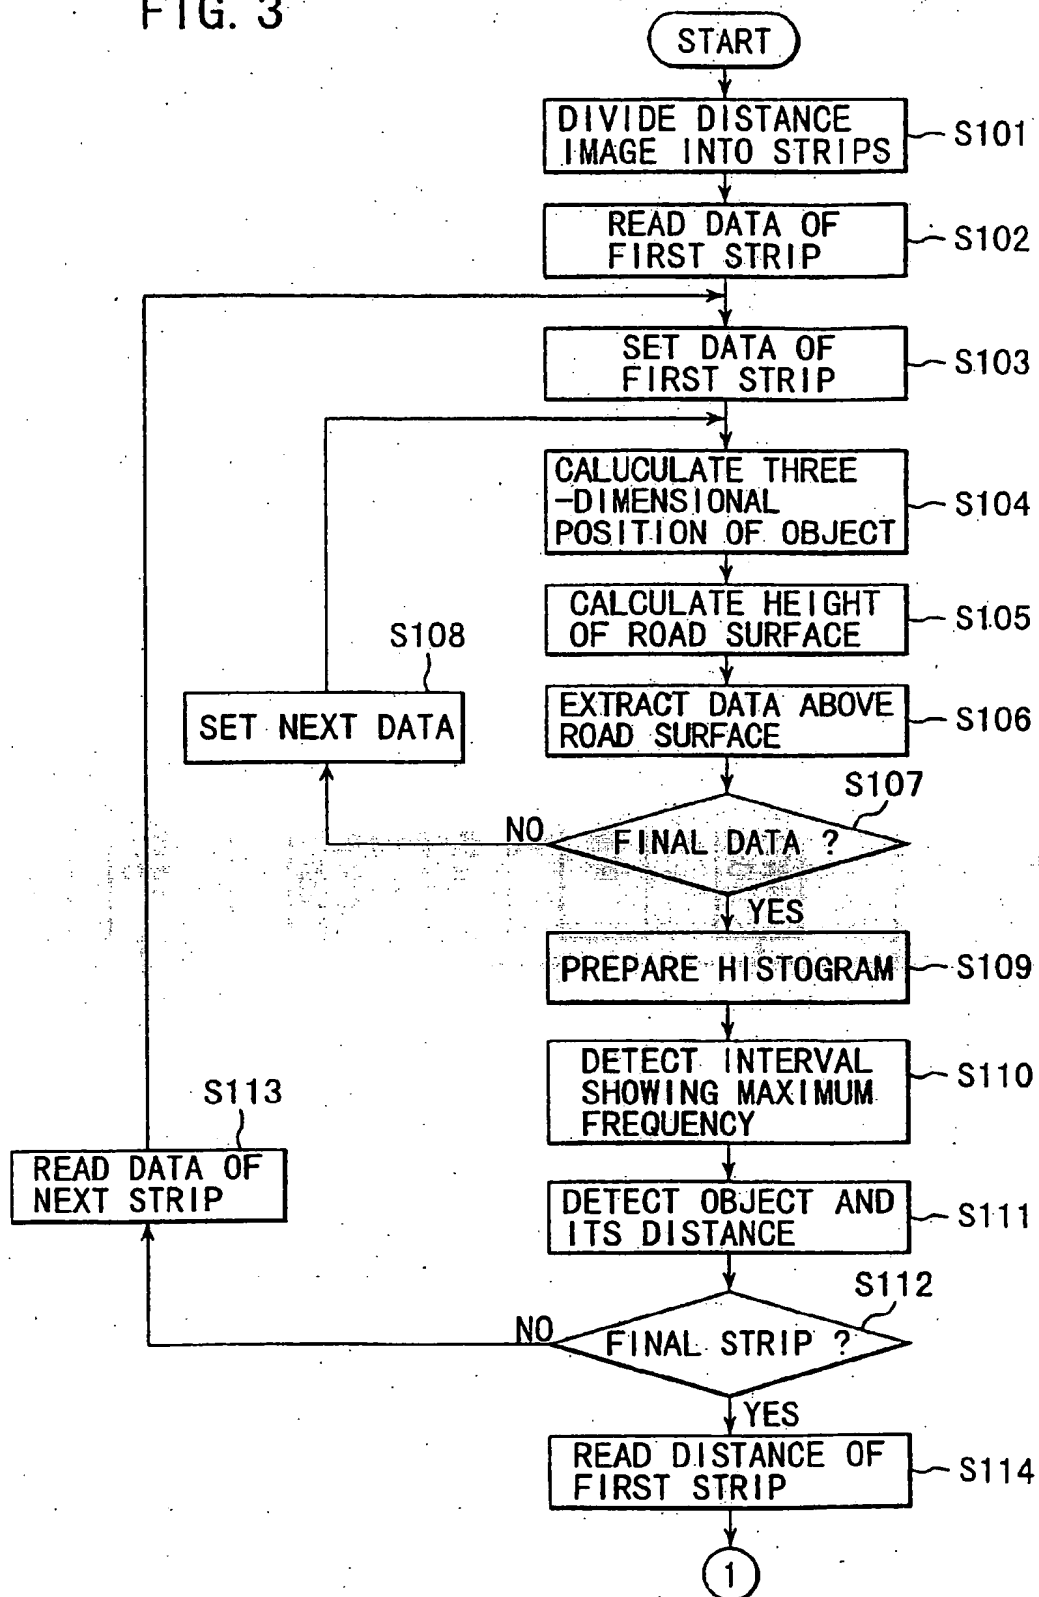 FIG. 3
START
DIVIDE DISTANCE
IMAGE INTO STRIPS
S101
READ DATA OF
FIRST STRIP
S102
SET DATA OF
FIRST STRIP
S103
CALUCULATE THREE
-DIMENSIONAL
POSITION OF OBJECT
S104
CALCULATE HEIGHT
OF ROAD SURFACE
S105
S108
SET NEXT DATA
EXTRACT DATA ABOVE
ROAD SURFACE
S106
S107
NO
FINAL DATA ?
YES
PREPARE HISTOGRAM
S109
DETECT INTERVAL
SHOWING MAXIMUM
FREQUENCY
S110
S113
READ DATA OF
NEXT STRIP
DETECT OBJECT AND
ITS DISTANCE
S111
S112
NO
FINAL STRIP ?
YES
READ DISTANCE OF
FIRST STRIP
S114
1